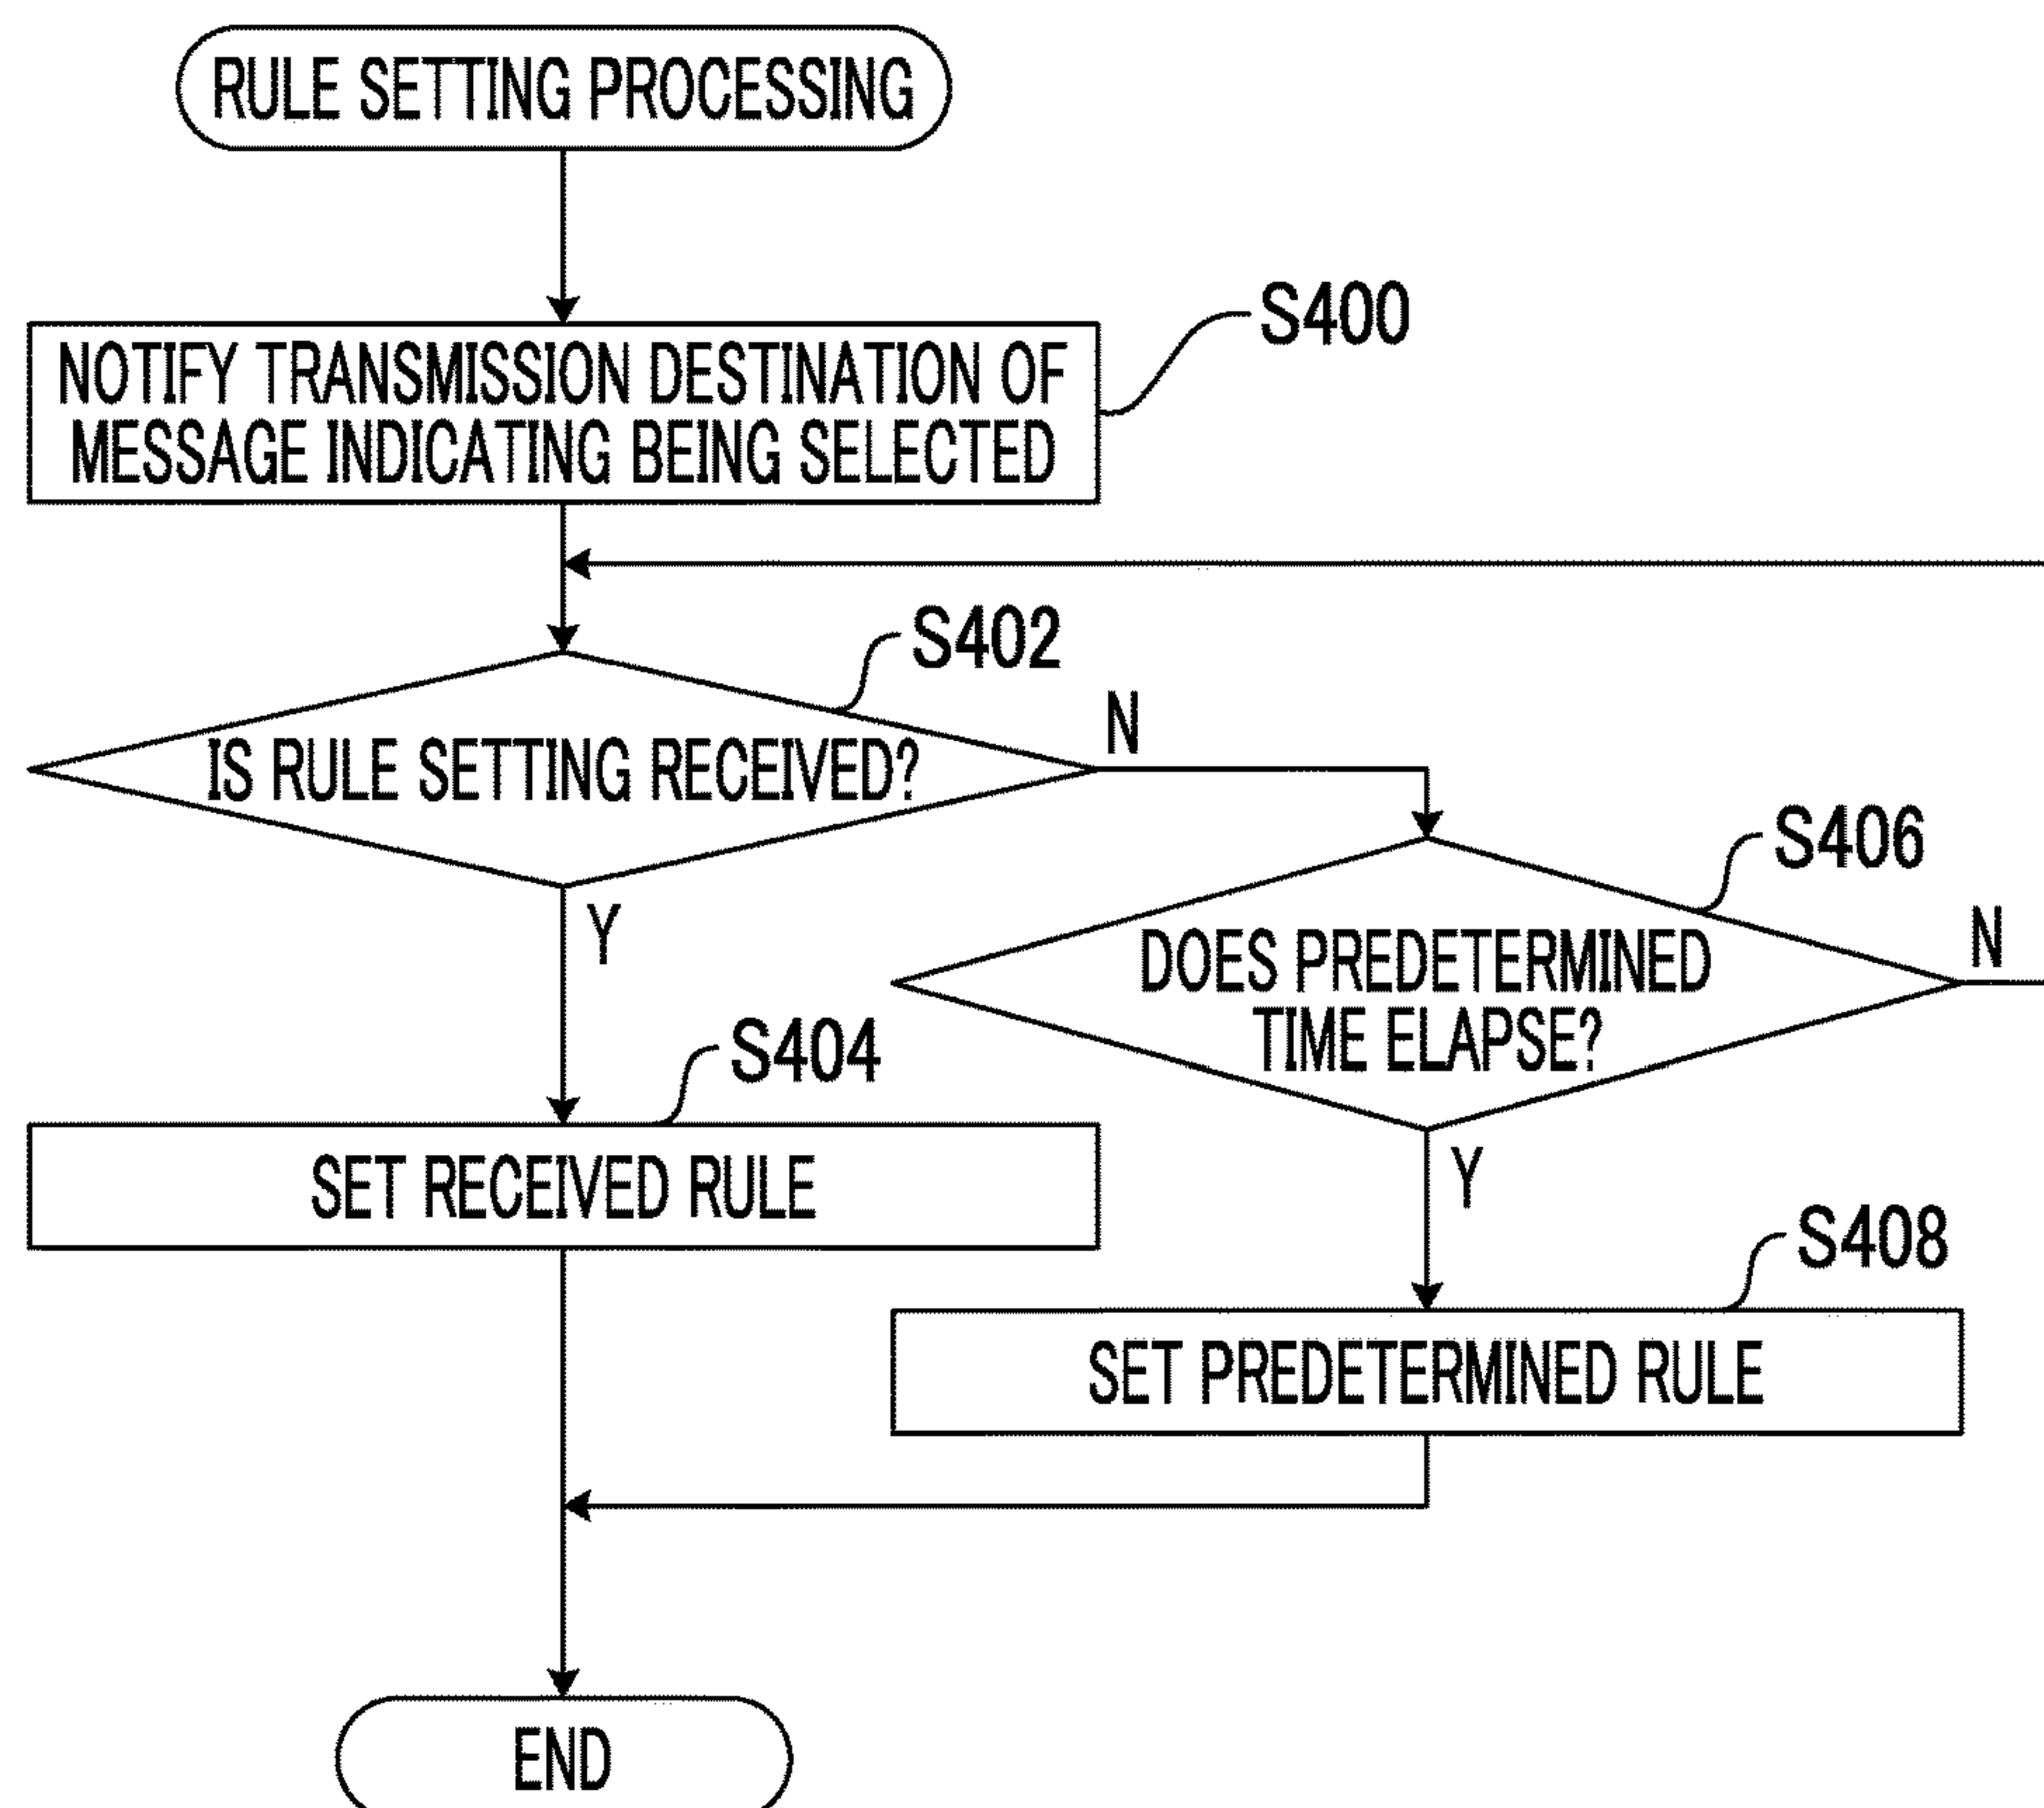 RULE SETTING PROCESSING
S400
NOTIFY TRANSMISSION DESTINATION OF
MESSAGE INDICATING BEING SELECTED
S402
IS RULE SETTING RECEIVED?
N
Y
S406
DOES PREDETERMINED
TIME ELAPSE?
N
Y
S404
SET RECEIVED RULE
S408
SET PREDETERMINED RULE
END